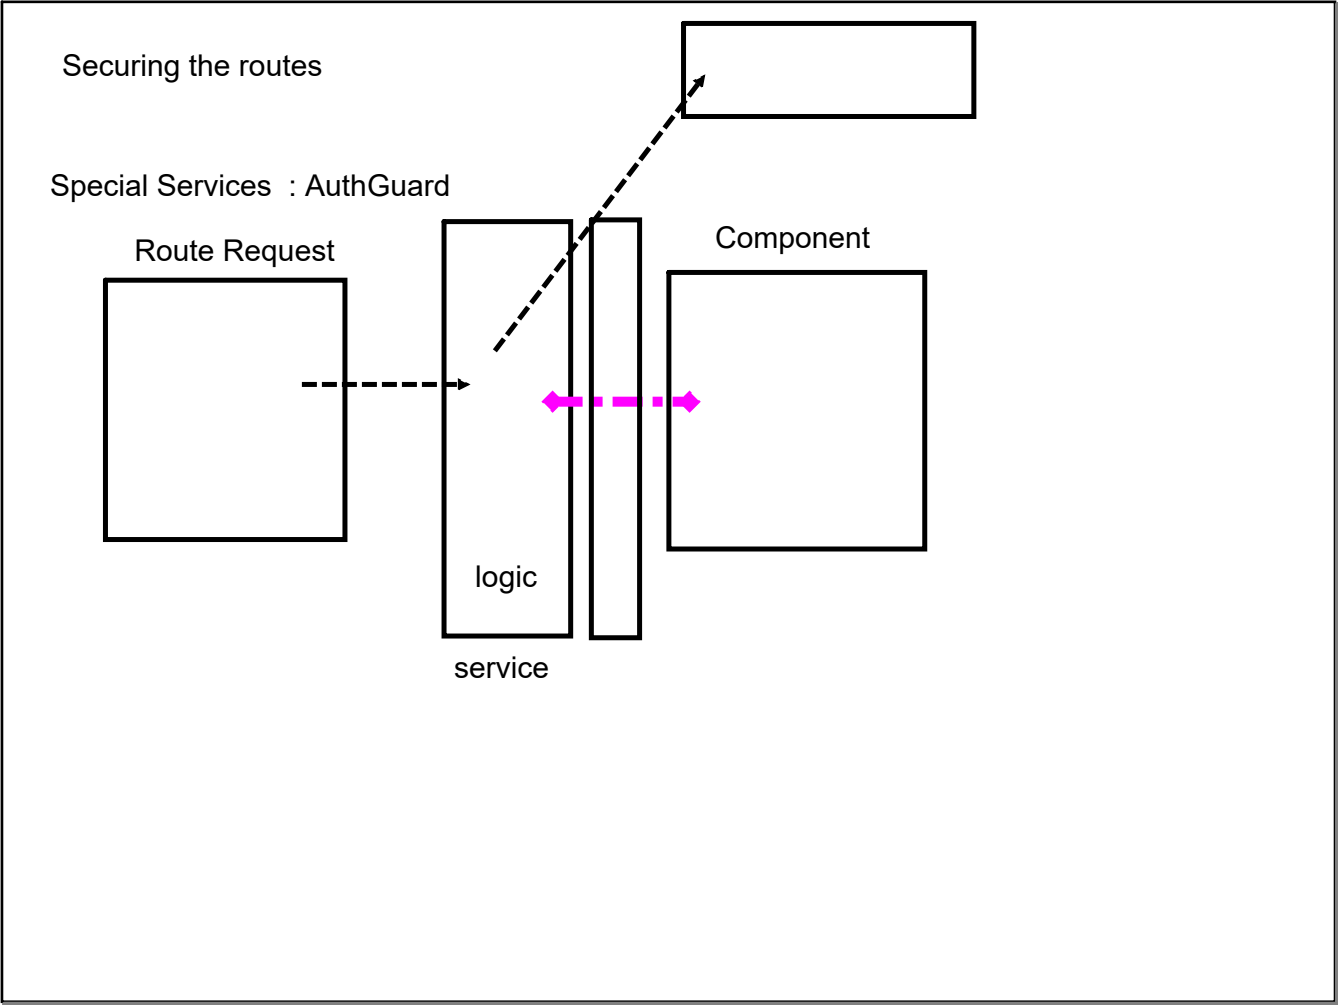 Securing the routes
Special Services  : AuthGuard
Route Request
Component
logic
service